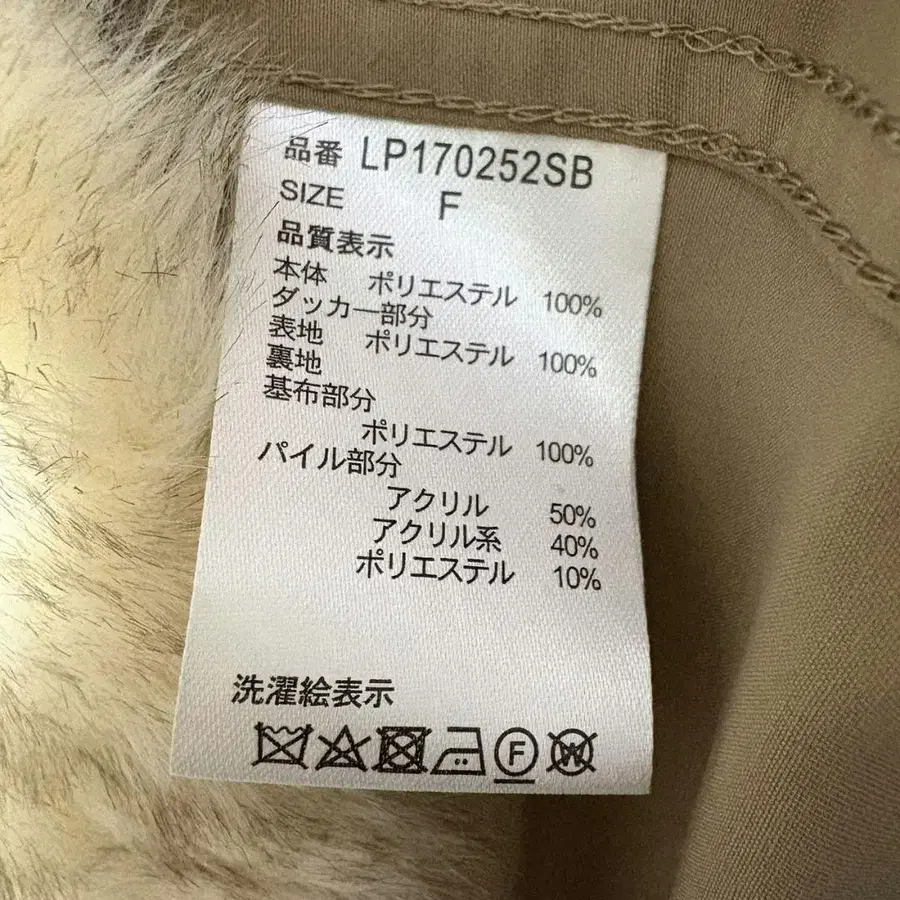 品番 LP170252SB
SIZE F
品質表示
本体 ポリエステル 100%
ダッカー部分
表地 ポリエステル 100%
裏地
基布部分
ポリエステル 100%
パイル部分
アクリル 50%
アクリル系 40%
ポリエステル 10%
洗濯絵表示
F W